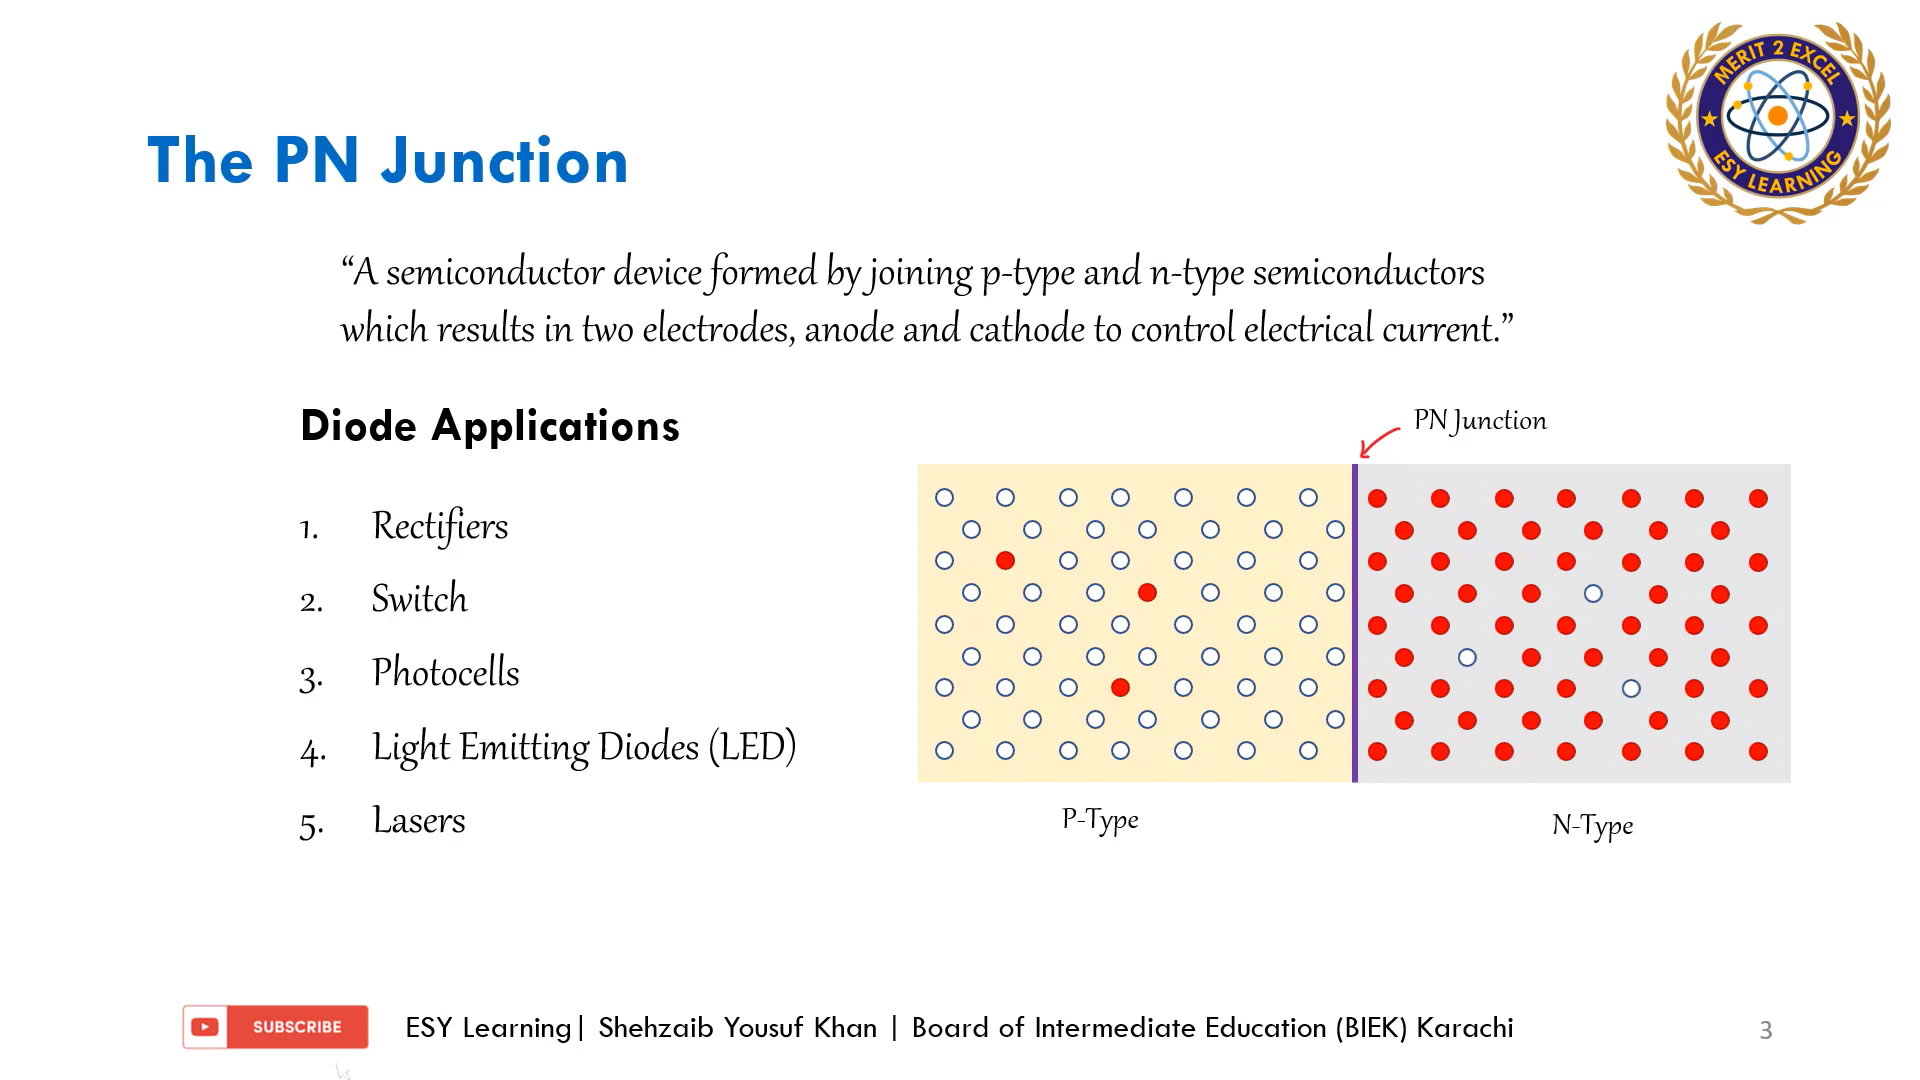 MERIT 2 EXCEL
ESY LEARNING
The PN Junction
“A semiconductor device formed by joining p-type and n-type semiconductors
which results in two electrodes, anode and cathode to control electrical current.”
Diode Applications
1. Rectifiers
2. Switch
3. Photocells
4. Light Emitting Diodes (LED)
5. Lasers
PN Junction
P-Type
N-Type
SUBSCRIBE
ESY Learning| Shehzaib Yousuf Khan | Board of Intermediate Education (BIEK) Karachi
3